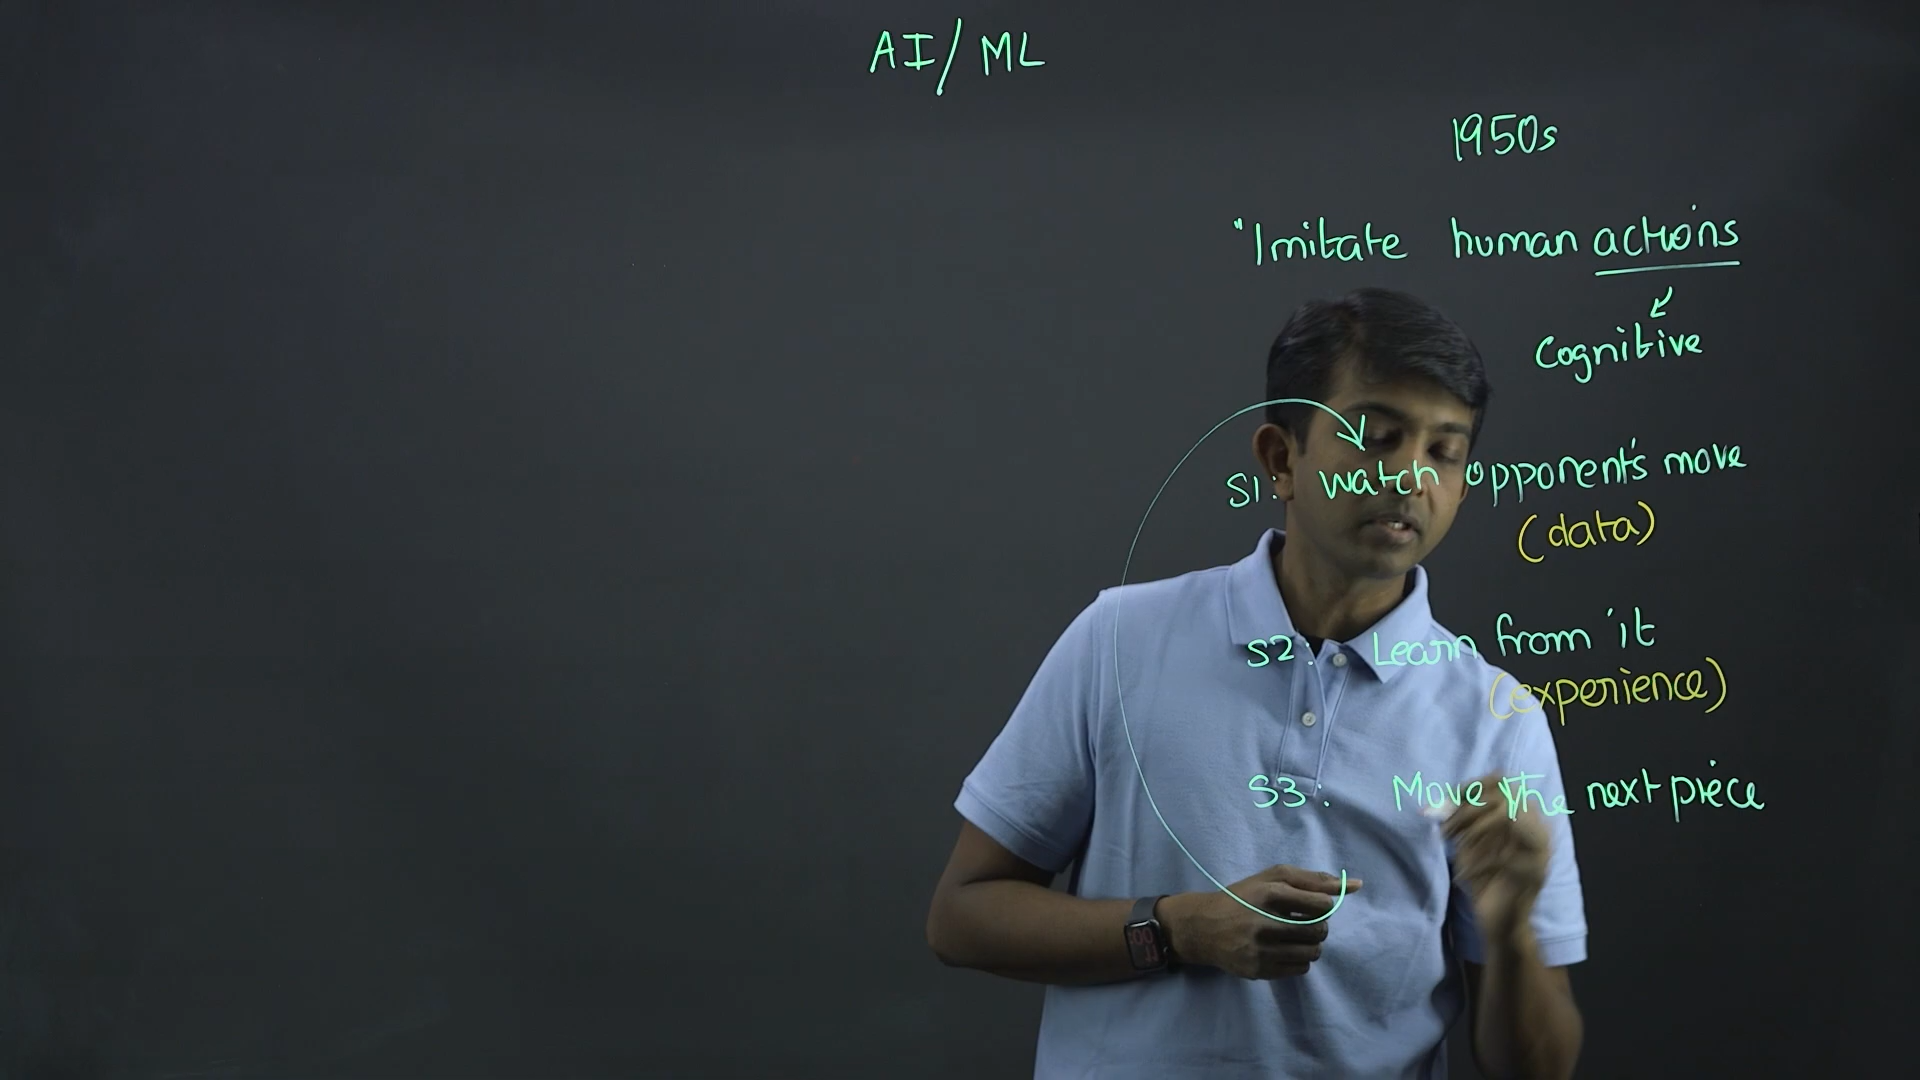 AI/ML
1950s
"Imitate human actions
Cognitive
S1: Watch opponent's move
(data)
S2: Learn from it
(experience)
S3: Move the next piece